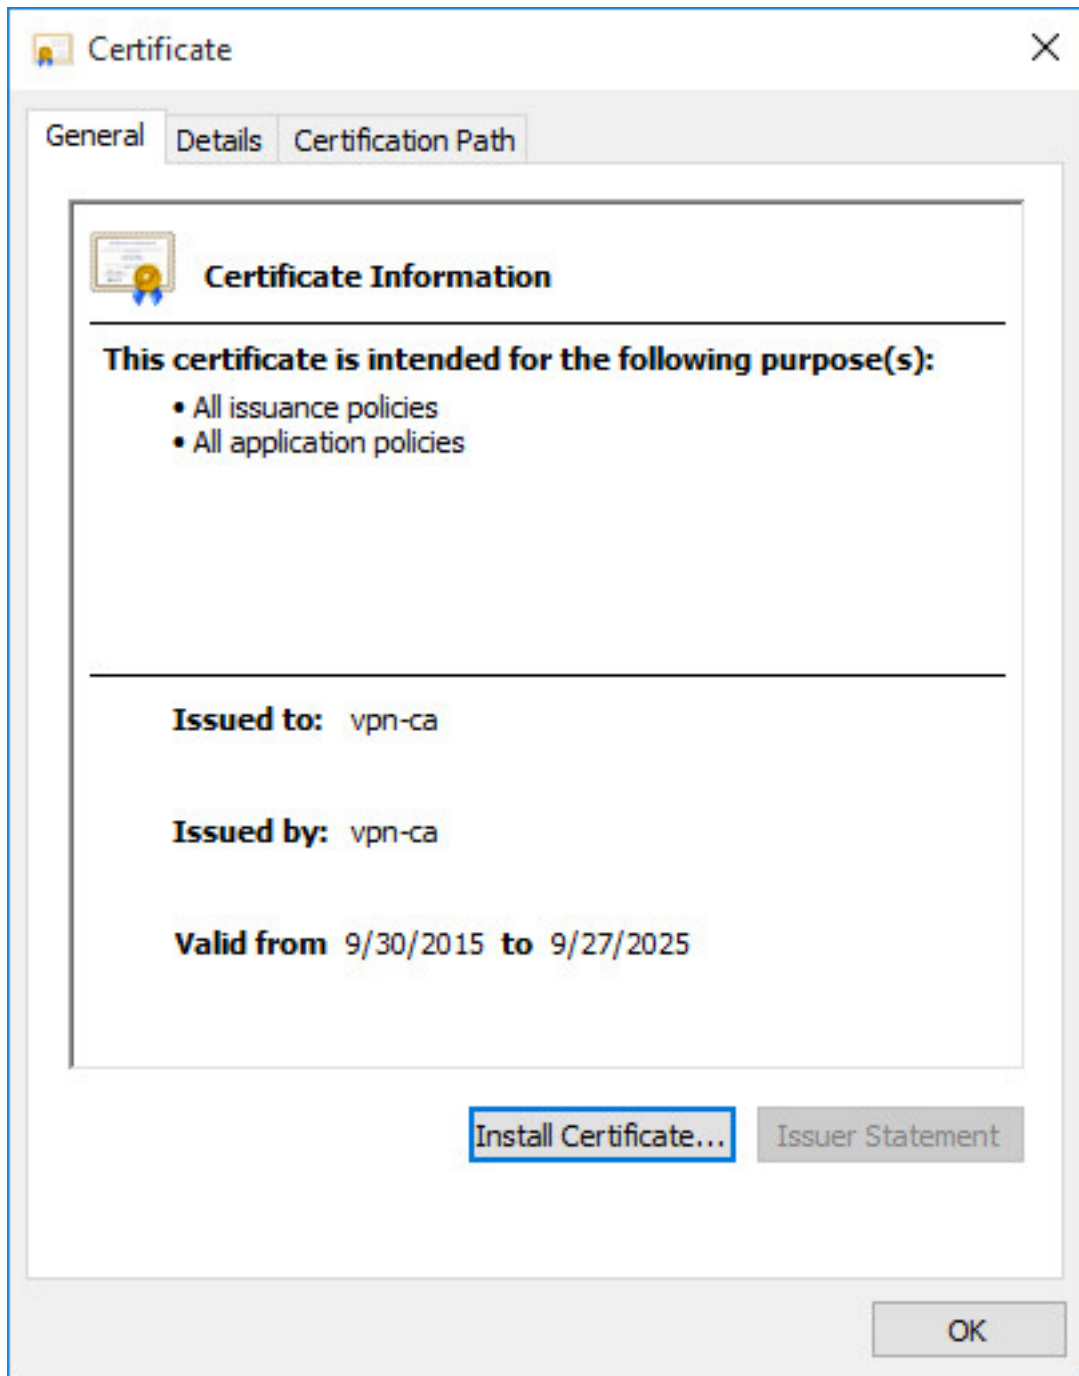 Certificate
General Details Certification Path
Certificate Information
This certificate is intended for the following purpose(s):
• All issuance policies
• All application policies
Issued to: vpn-ca
Issued by: vpn-ca
Valid from 9/30/2015 to 9/27/2025
Install Certificate... Issuer Statement
OK